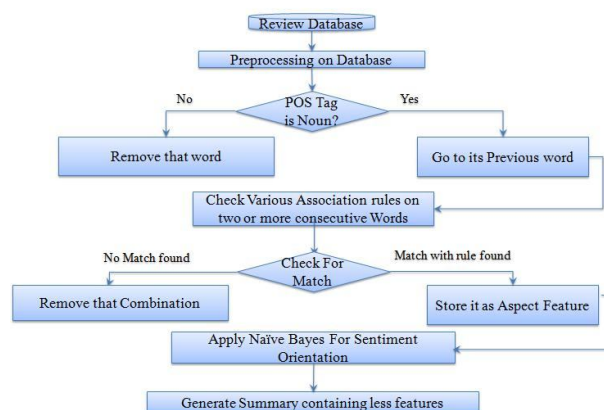 Review Database
Preprocessing on Database
No
POS Tag
is Noun?
Yes
Remove that word
Go to its Previous word
Check Various Association rules on
two or more consecutive Words
No Match found
Check For
Match
Match with rule found
Remove that Combination
Store it as Aspect Feature
Apply Naïve Bayes For Sentiment
Orientation
Generate Summary containing less features